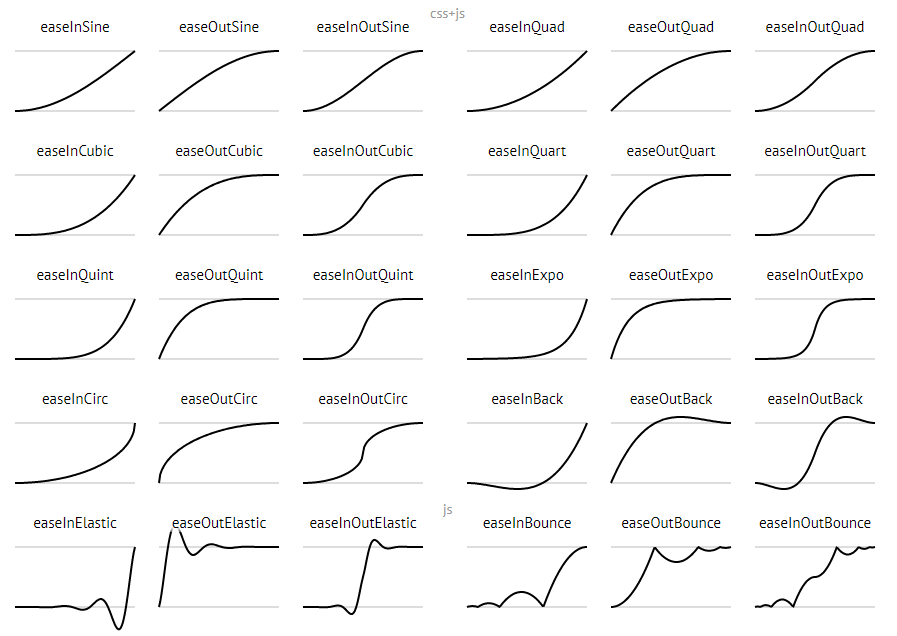 css+js
easeInSine easeOutSine easeInOutSine easeInQuad easeOutQuad easeInOutQuad
easeInCubic easeOutCubic easeInOutCubic easeInQuart easeOutQuart easeInOutQuart
easeInQuint easeOutQuint easeInOutQuint easeInExpo easeOutExpo easeInOutExpo
easeInCirc easeOutCirc easeInOutCirc easeInBack easeOutBack easeInOutBack
js
easeInElastic easeOutElastic easeInOutElastic easeInBounce easeOutBounce easeInOutBounce